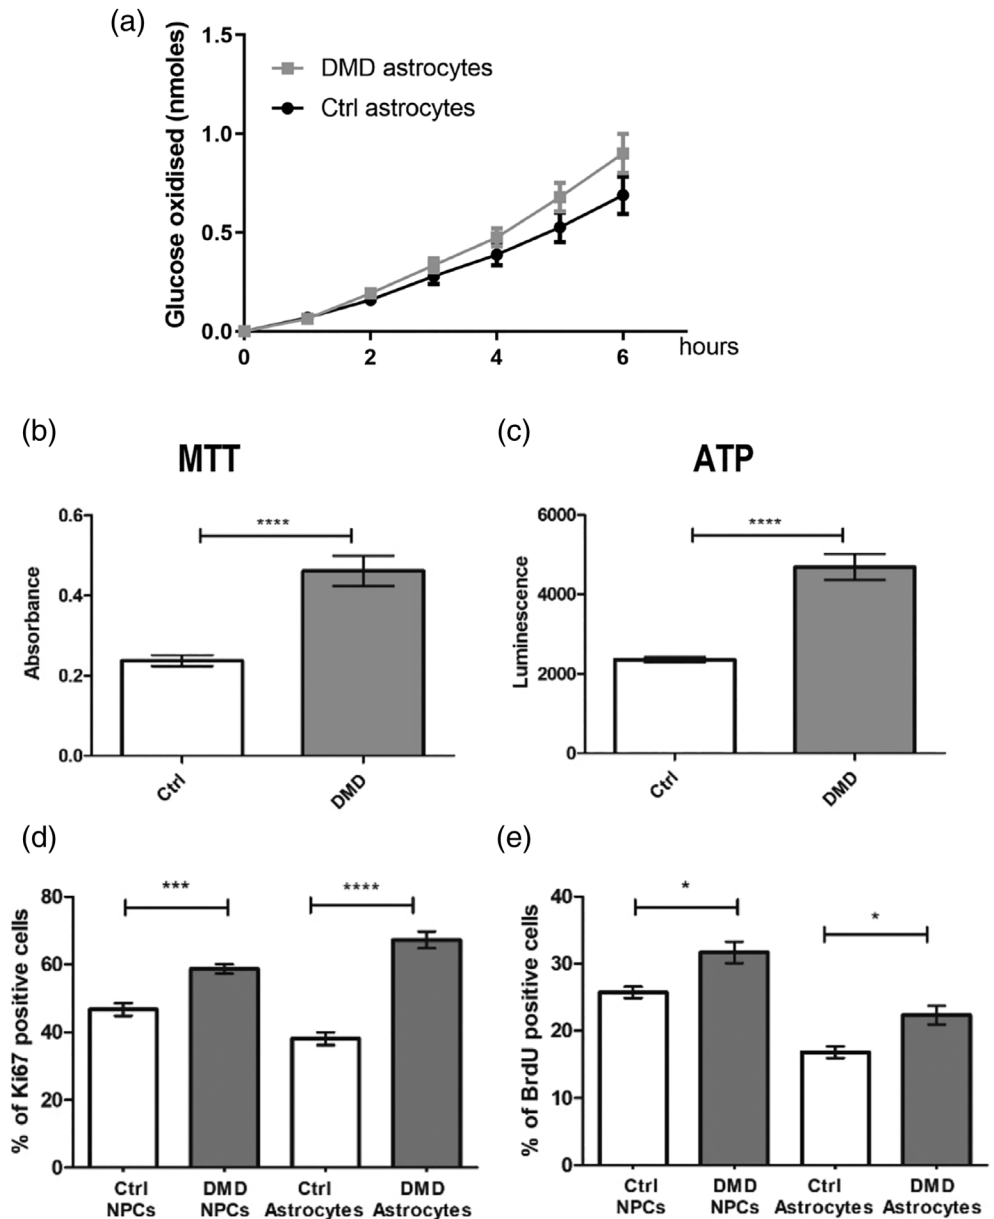 (a)
Glucose oxidised (nmoles)
1.5
1.0
0.5
0.0
DMD astrocytes
Ctrl astrocytes
0 2 4 6 hours
(b)
MTT
Absorbance
0.6
0.4
0.2
0.0
****
Ctrl DMD
(c)
ATP
Luminescence
6000
4000
2000
0
****
Ctrl DMD
(d)
% of Ki67 positive cells
80
60
40
20
0
*** ****
Ctrl DMD Ctrl DMD
NPCs NPCs Astrocytes Astrocytes
(e)
% of BrdU positive cells
40
30
20
10
0
* *
Ctrl DMD Ctrl DMD
NPCs NPCs Astrocytes Astrocytes